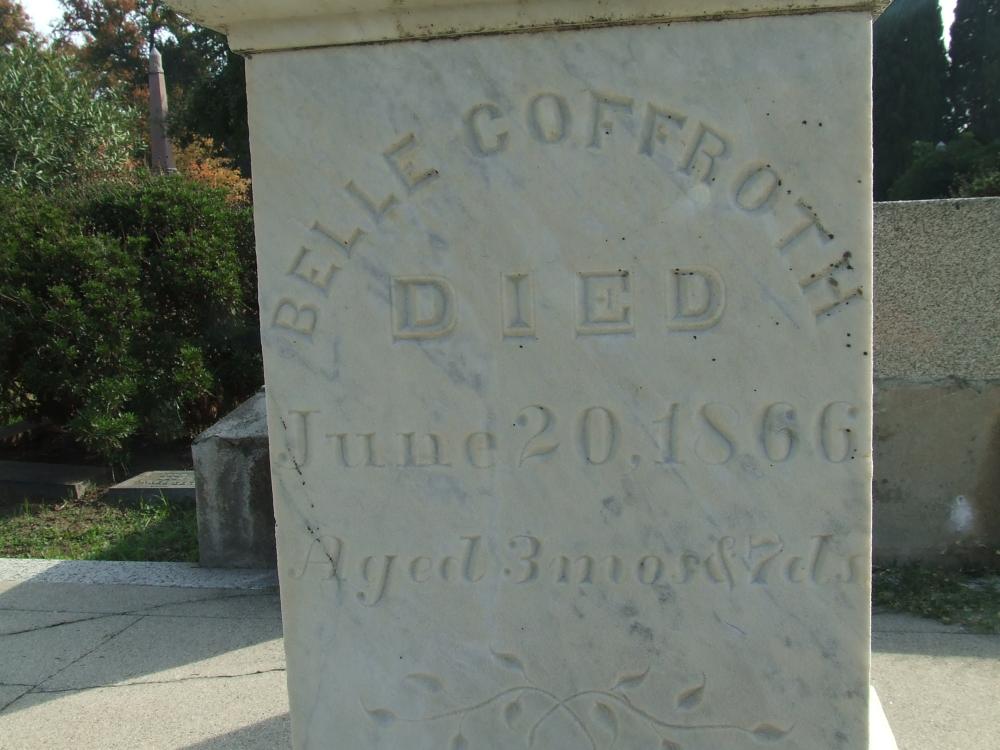 BELLE COFFROTH
DIED
June 20, 1866
Aged 3 mos & 7 ds